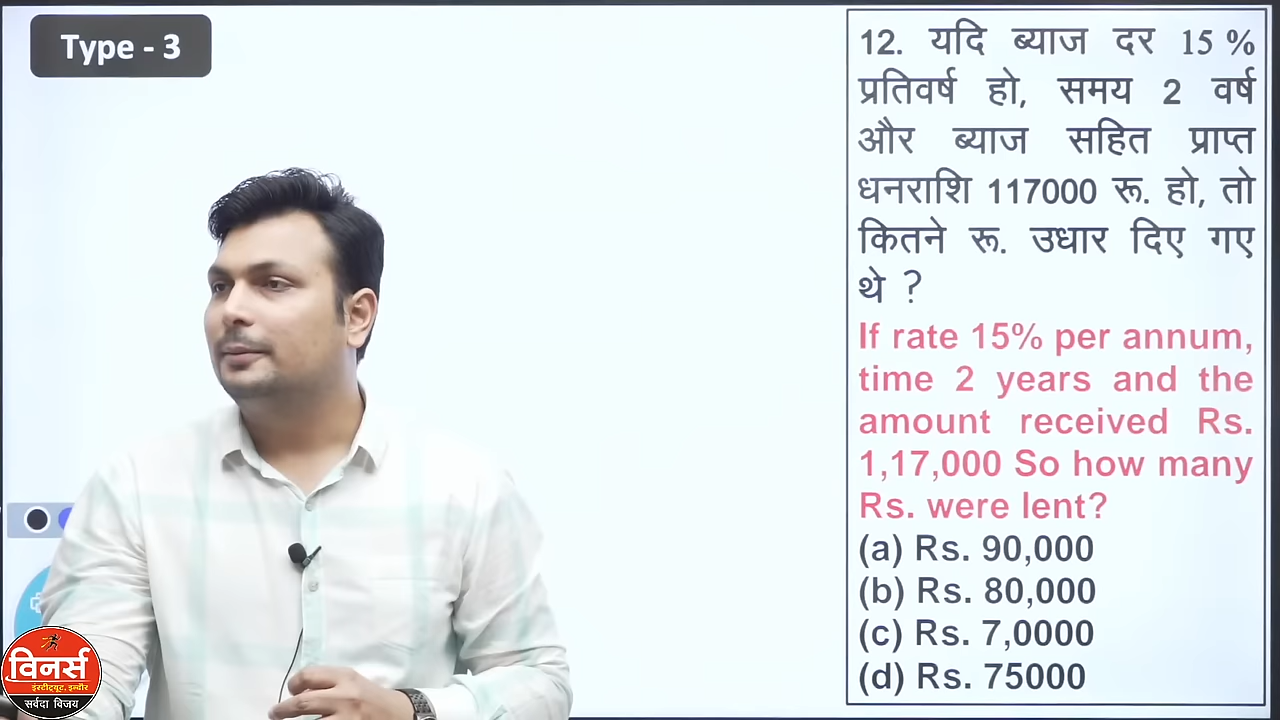 Type - 3
12. यदि ब्याज दर 15 %
प्रतिवर्ष हो, समय 2 वर्ष
और ब्याज सहित प्राप्त
धनराशि 117000 रू. हो, तो
कितने रू. उधार दिए गए
थे ?
If rate 15% per annum,
time 2 years and the
amount received Rs.
1,17,000 So how many
Rs. were lent?
(a) Rs. 90,000
(b) Rs. 80,000
(c) Rs. 7,0000
(d) Rs. 75000
विनर्स
इंस्टीट्यूट, इन्दौर
सर्वदा विजय